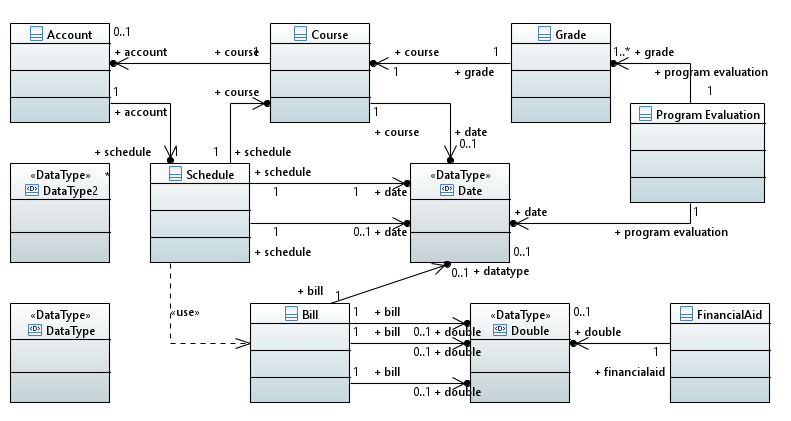 Account
0..1
Course
Grade
+ account
+ course
1
+ course
1
1..*
+ grade
1
+ grade
+ program evaluation
1
+ course
1
+ account
1
Program Evaluation
1
+ course
+ date
0..1
+ schedule
1
1
+ schedule
«DataType»
DataType2
*
Schedule
+ schedule
1
1
+ date
«DataType»
Date
+ date
1
+ program evaluation
1
0..1
+ date
+ schedule
0..1
0..1
+ datatype
+ bill
1
«DataType»
DataType
«use»
Bill
1
+ bill
1
+ bill
0..1
+ double
0..1
+ double
1
+ bill
0..1
+ double
«DataType»
Double
0..1
+ double
1
+ financialaid
FinancialAid